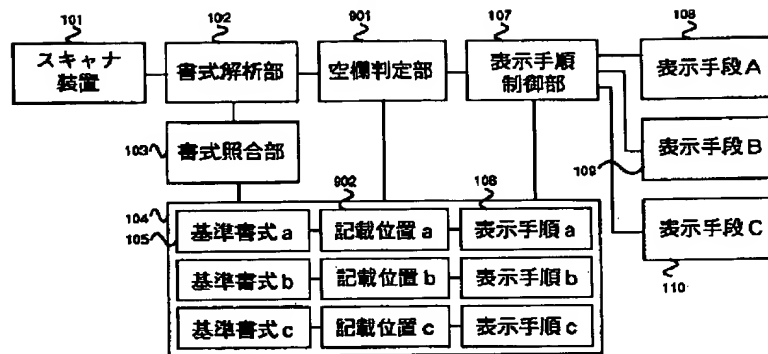 101
102
901
107
108
スキャナ
装置
書式解析部
空欄判定部
表示手順
制御部
表示手段A
103
書式照合部
表示手段B
109
902
108
104
105
基準書式a
記載位置a
表示手順a
表示手段C
基準書式b
記載位置b
表示手順b
110
基準書式c
記載位置c
表示手順c